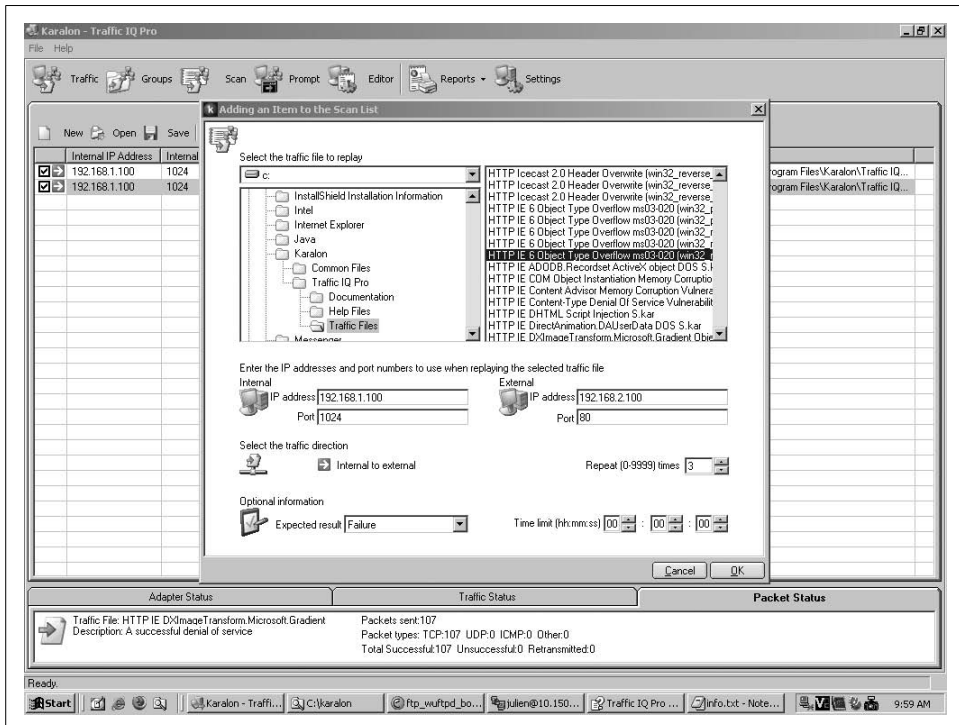 Karalon - Traffic IQ Pro
File Help
Traffic Groups Scan Prompt Editor Reports Settings
Adding an Item to the Scan List
New Open Save
Internal IP Address Internal
192.168.1.100 1024
192.168.1.100 1024
ogram Files\Karalon\Traffic IQ...
ogram Files\Karalon\Traffic IQ...
Select the traffic file to replay
c:
InstallShield Installation Information
Intel
Internet Explorer
Java
Karalon
Common Files
Traffic IQ Pro
Documentation
Help Files
Traffic Files
Messenger
HTTP Icecast 2.0 Header Overwrite (win32_reverse_
HTTP Icecast 2.0 Header Overwrite (win32_reverse_
HTTP Icecast 2.0 Header Overwrite (win32_reverse_
HTTP IE 6 Object Type Overflow ms03-020 (win32_
HTTP IE 6 Object Type Overflow ms03-020 (win32_
HTTP IE 6 Object Type Overflow ms03-020 (win32_
HTTP IE 6 Object Type Overflow ms03-020 (win32_
HTTP IE 6 Object Type Overflow ms03-020 (win32_
HTTP IE ADODB.Recordset ActiveX object DOS S.k
HTTP IE COM Object Instantiation Memory Corruptio
HTTP IE Content Advisor Memory Corruption Vulnera
HTTP IE Content-Type Denial Of Service Vulnerabilit
HTTP IE DHTML Script Injection S.kar
HTTP IE DirectAnimation.DAUserData DOS S.kar
HTTP IE DXImageTransform.Microsoft.Gradient Obje
Enter the IP addresses and port numbers to use when replaying the selected traffic file
Internal
IP address 192.168.1.100
Port 1024
External
IP address 192.168.2.100
Port 80
Select the traffic direction
Internal to external
Repeat (0-9999) times 3
Optional information
Expected result Failure
Time limit (hh:mm:ss) 00 : 00 : 00
Cancel OK
Adapter Status Traffic Status Packet Status
Traffic File: HTTP IE DXImageTransform.Microsoft.Gradient
Description: A successful denial of service
Packets sent:107
Packet types: TCP:107 UDP:0 ICMP:0 Other:0
Total Successful:107 Unsuccessful:0 Retransmitted:0
Ready.
Start Karalon - Traffi... C:\karalon ftp_wuftpd_bo... julien@10.150... Traffic IQ Pro ... info.txt - Note... 9:59 AM